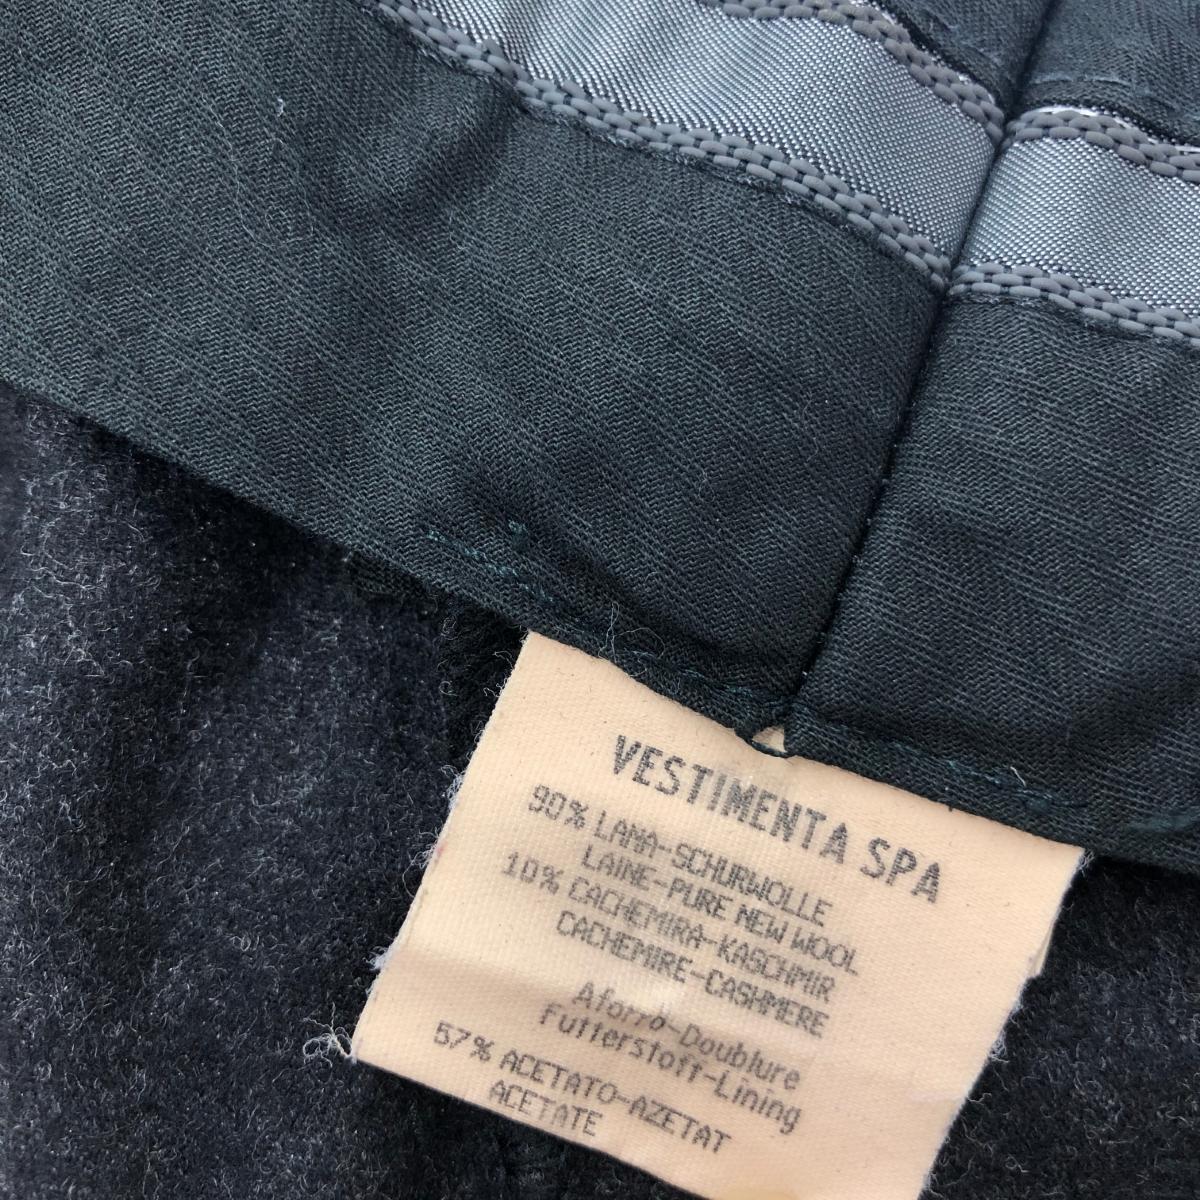 VESTIMENTA SPA
90% LANA-SCHURWOLLE
LAINE-PURE NEW WOOL
10% CACHEMIRA-KASCHMIR
CACHEMIRE-CASHMERE
Aforro-Doublure
Futterstoff-Lining
57% ACETATO-AZETAT
ACETATE